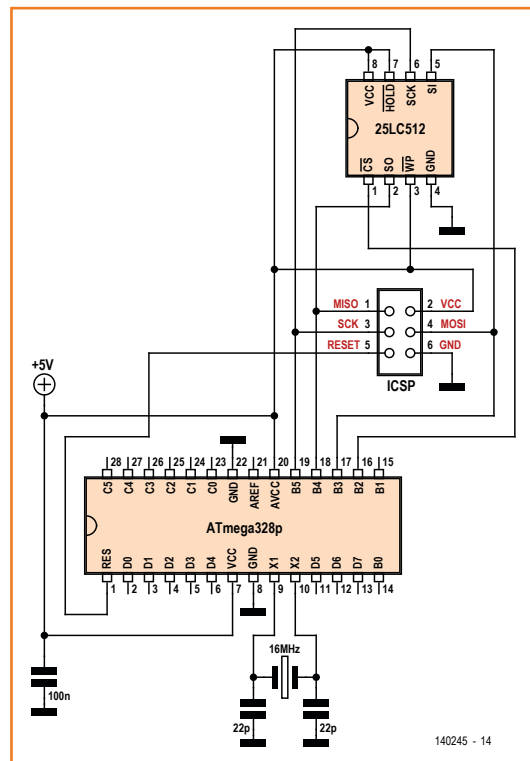 8 7 6 5
VCC HOLD SCK SI
25LC512
CS SO WP GND
1 2 3 4
MISO 1 2 VCC
SCK 3 4 MOSI
RESET 5 6 GND
ICSP
+5V
28 27 26 25 24 23 22 21 20 19 18 17 16 15
C5 C4 C3 C2 C1 C0 GND AREF AVCC B5 B4 B3 B2 B1
ATmega328p
RES D0 D1 D2 D3 D4 VCC GND X1 X2 D5 D6 D7 B0
1 2 3 4 5 6 7 8 9 10 11 12 13 14
16MHz
100n
22p 22p
140245 - 14